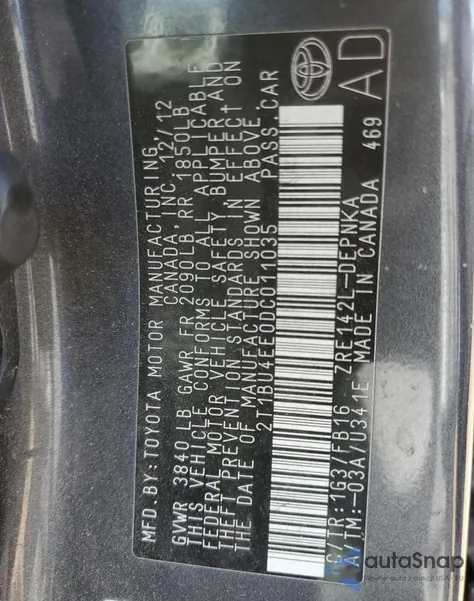 MFD. BY: TOYOTA MOTOR MANUFACTURING
CANADA, INC. 12/12
GVWR 3840 LB GAWR FR 2090LB, RR 1850LB
THIS VEHICLE CONFORMS TO ALL APPLICABLE
FEDERAL MOTOR VEHICLE SAFETY, BUMPER, AND
THEFT PREVENTION STANDARDS IN EFFECT ON
THE DATE OF MANUFACTURE SHOWN ABOVE.
2T1BU4EE0DC011035 PASS. CAR
C/TR: 1G3/FB16 ZRE142L-DEPNKA
A/TM: -03A/U341E MADE IN CANADA 469
AD
autoSnap